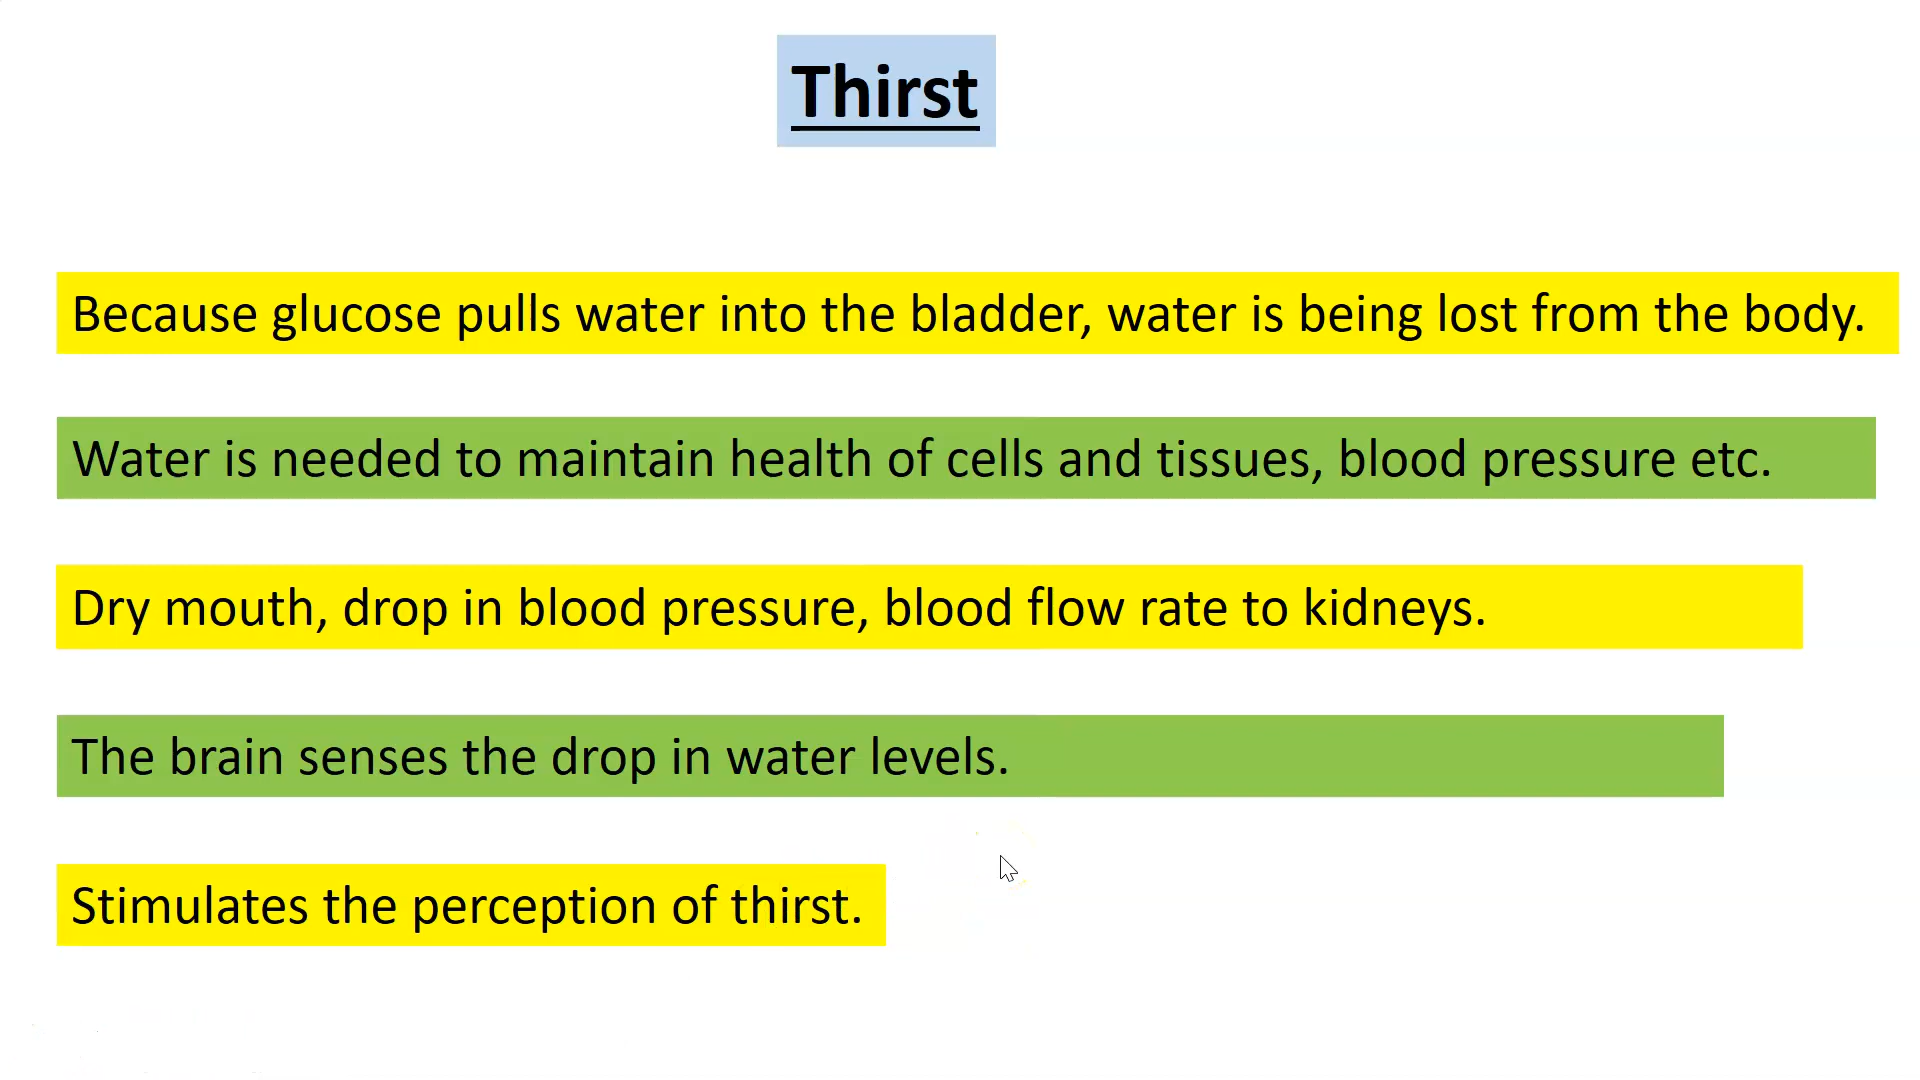 Thirst
Because glucose pulls water into the bladder, water is being lost from the body.
Water is needed to maintain health of cells and tissues, blood pressure etc.
Dry mouth, drop in blood pressure, blood flow rate to kidneys.
The brain senses the drop in water levels.
Stimulates the perception of thirst.